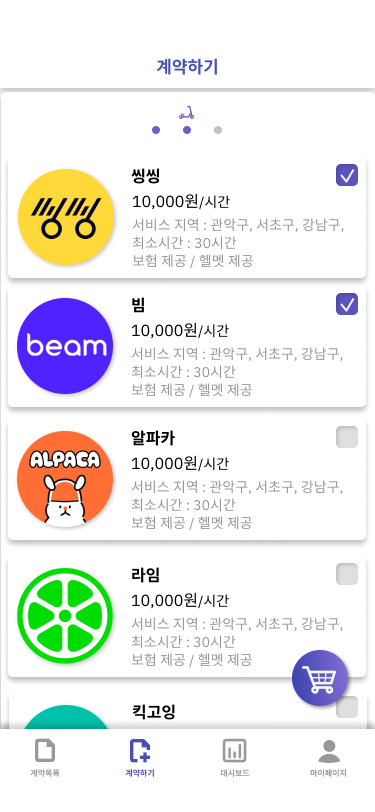 계약하기
씽씽
10,000원/시간
서비스 지역 : 관악구, 서초구, 강남구,
최소시간 : 30시간
보험 제공 / 헬멧 제공
beam
빔
10,000원/시간
서비스 지역 : 관악구, 서초구, 강남구,
최소시간 : 30시간
보험 제공 / 헬멧 제공
ALPACA
알파카
10,000원/시간
서비스 지역 : 관악구, 서초구, 강남구,
최소시간 : 30시간
보험 제공 / 헬멧 제공
라임
10,000원/시간
서비스 지역 : 관악구, 서초구, 강남구,
최소시간 : 30시간
보험 제공 / 헬멧 제공
킥고잉
계약목록
계약하기
대시보드
마이페이지